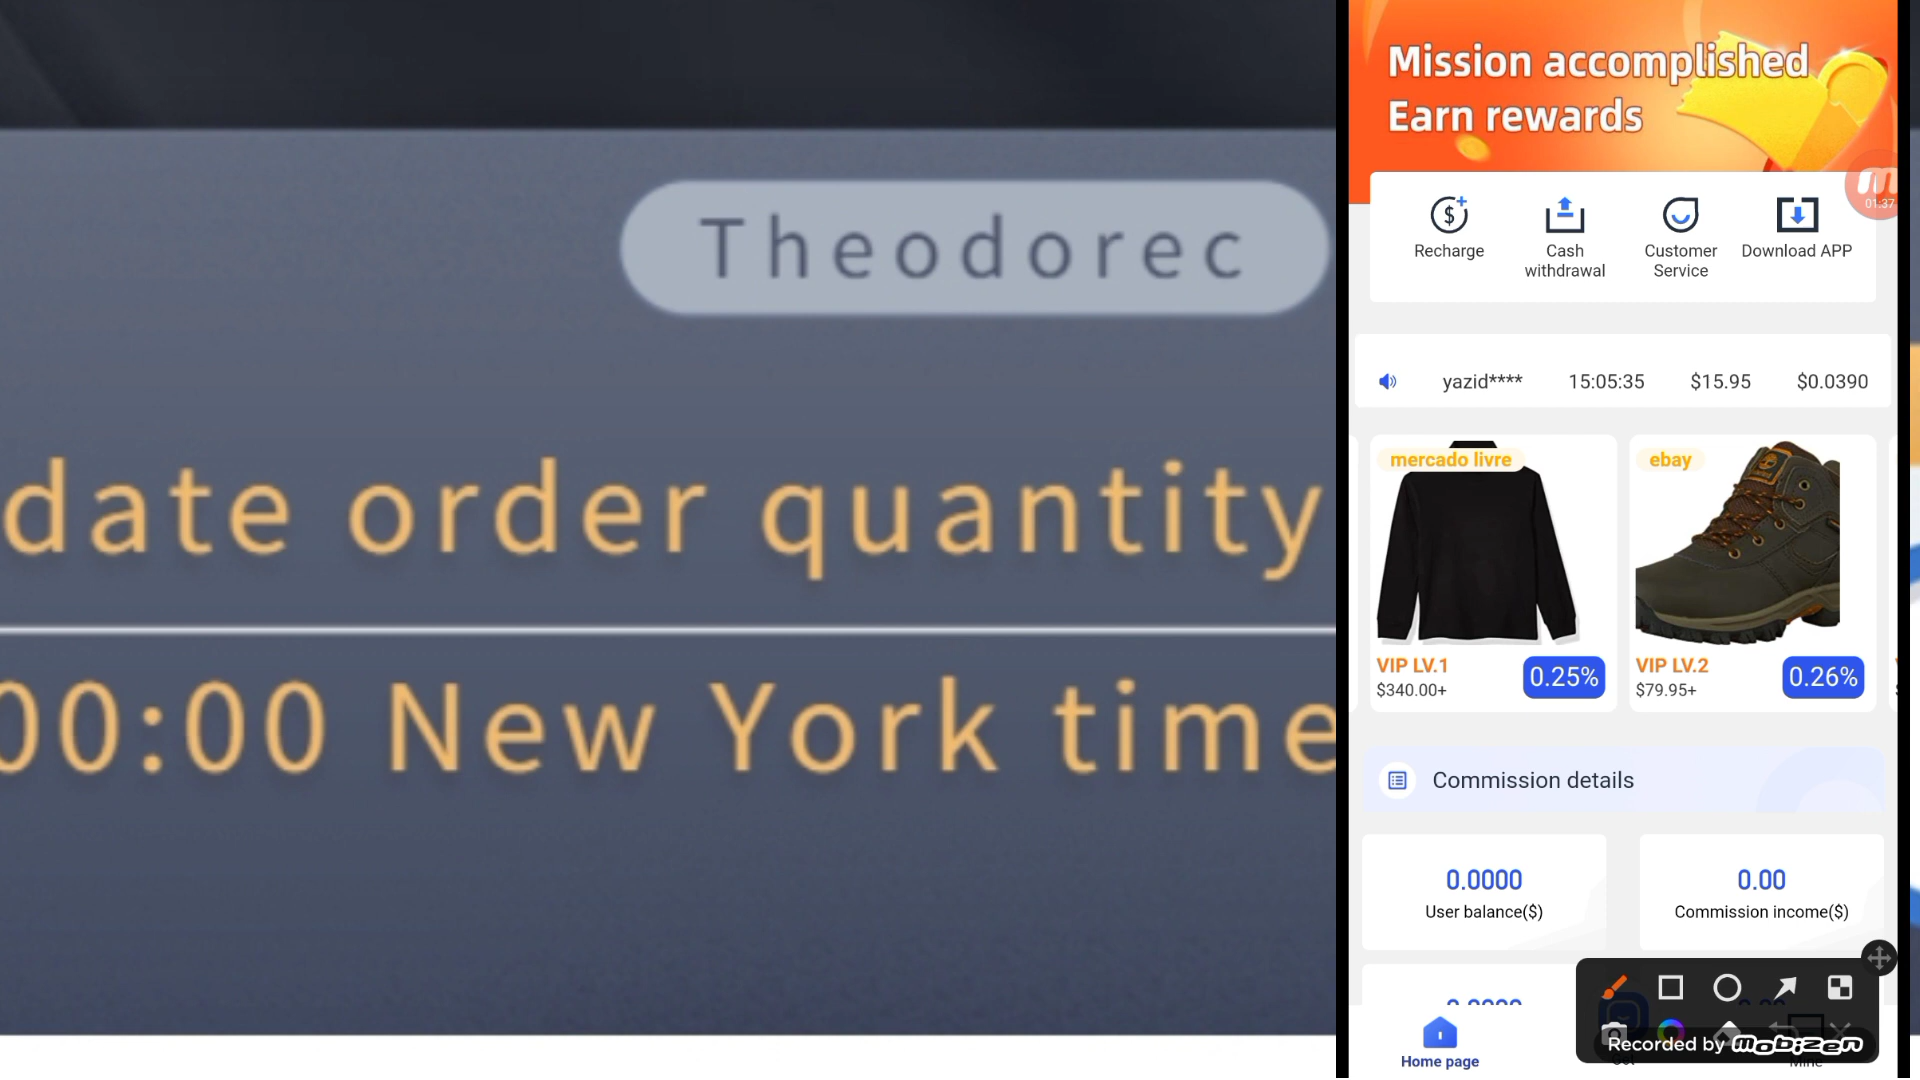 Theodorec
date order quantity
00:00 New York time
Mission accomplished
Earn rewards
01:37
Recharge
Cash withdrawal
Customer Service
Download APP
yazid**** 15:05:35 $15.95 $0.0390
mercado livre
VIP LV.1
$340.00+
0.25%
ebay
VIP LV.2
$79.95+
0.26%
Commission details
0.0000
User balance($)
0.00
Commission income($)
Home page
Mine
Recorded by mobizen